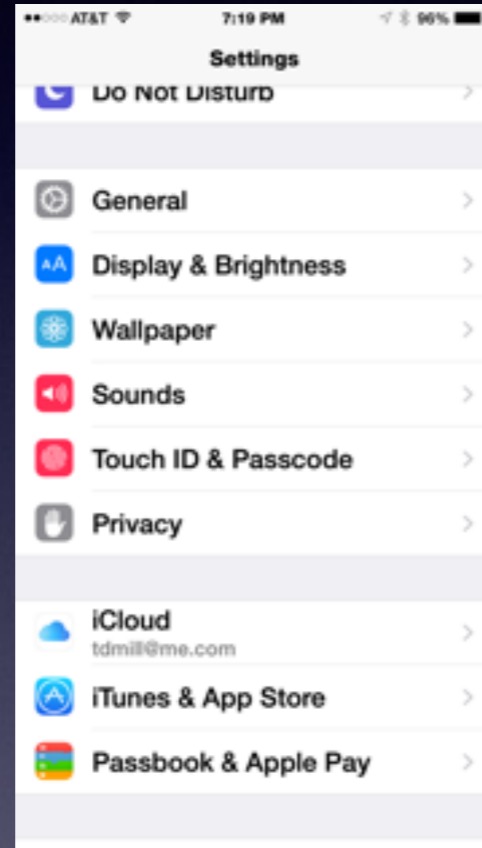 AT&T 7:19 PM 96%
Settings
Do Not Disturb
General
AA Display & Brightness
Wallpaper
Sounds
Touch ID & Passcode
Privacy
iCloud
tdmill@me.com
iTunes & App Store
Passbook & Apple Pay